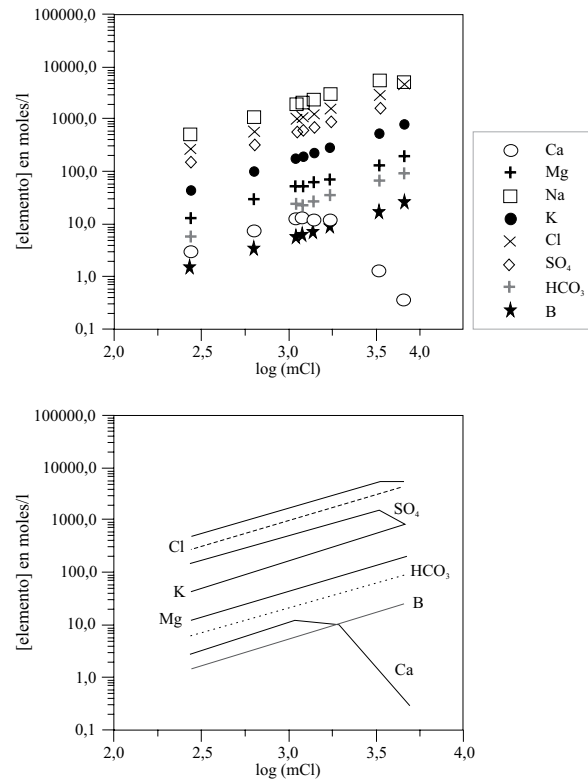 100000,0
10000,0
1000,0
100,0
10,0
1,0
0,1
[elemento] en moles/l
2,0 2,5 3,0 3,5 4,0
log (mCl)
Ca
Mg
Na
K
Cl
SO₄
HCO₃
B
100000,0
10000,0
1000,0
100,0
10,0
1,0
0,1
[elemento] en moles/l
Cl
SO₄
K
HCO₃
Mg
B
Ca
2,0 2,5 3,0 3,5 4,0
log (mCl)